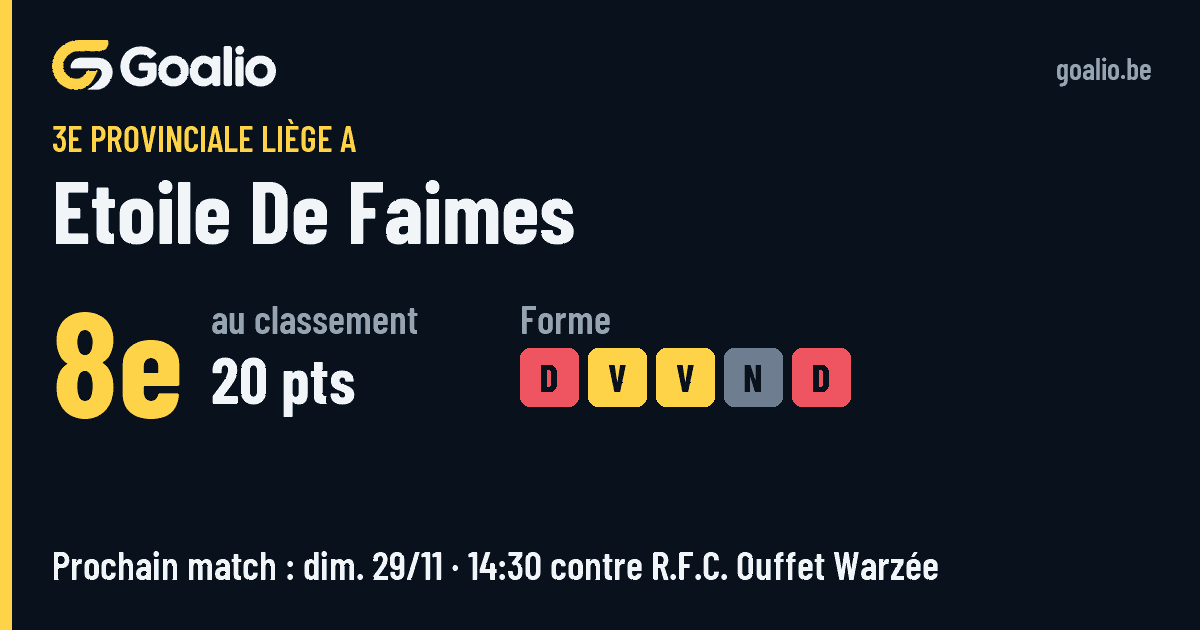 Goalio
goalio.be
3E PROVINCIALE LIÈGE A
Etoile De Faimes
8e
au classement
20 pts
Forme
D V V N D
Prochain match : dim. 29/11 · 14:30 contre R.F.C. Ouffet Warzée